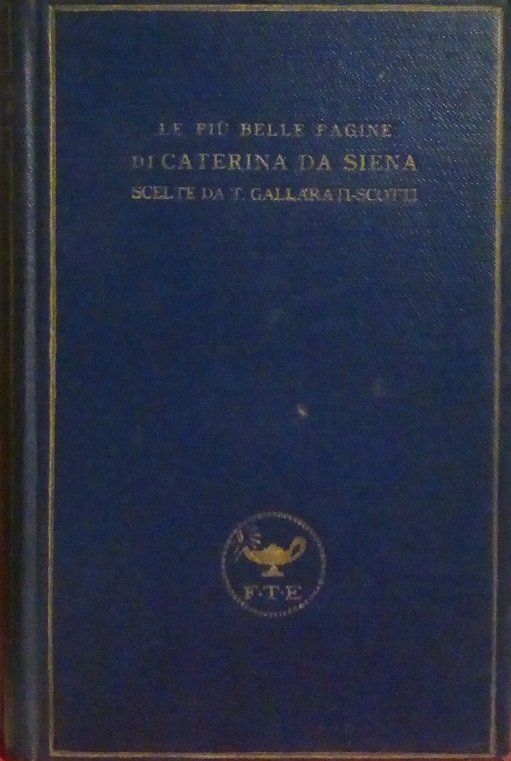 LE PIÙ BELLE PAGINE
DI CATERINA DA SIENA
SCELTE DA T. GALLARATI-SCOTTI
F·T·E